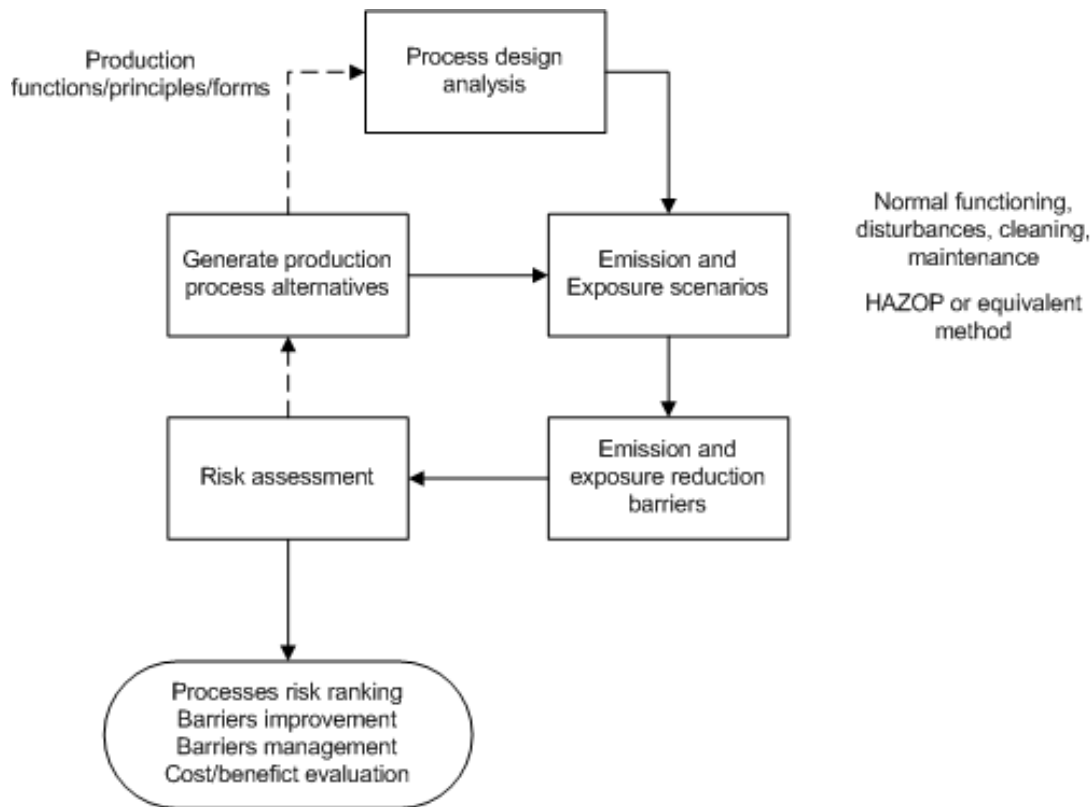 Production
functions/principles/forms
Process design
analysis
Generate production
process alternatives
Emission and
Exposure scenarios
Normal functioning,
disturbances, cleaning,
maintenance
HAZOP or equivalent
method
Risk assessment
Emission and
exposure reduction
barriers
Processes risk ranking
Barriers improvement
Barriers management
Cost/benefict evaluation